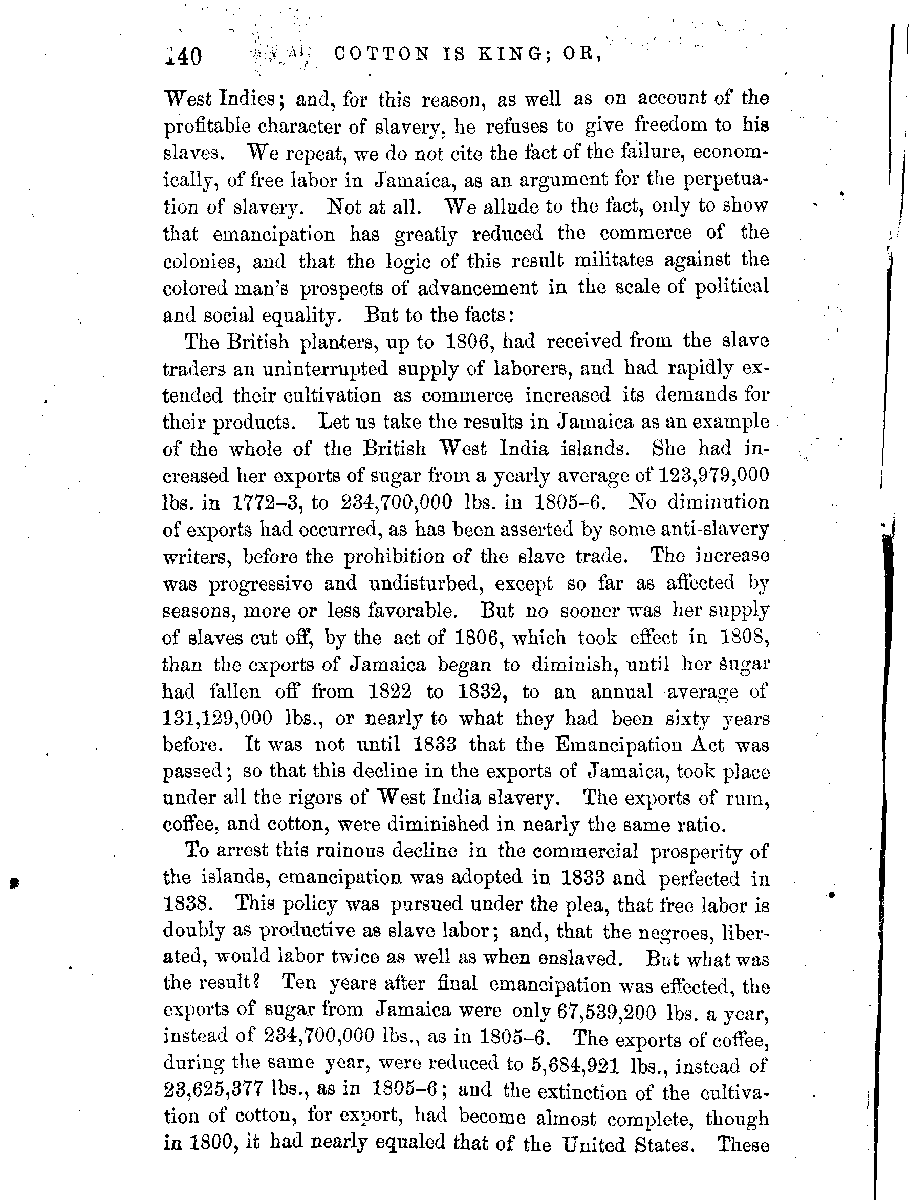 140 COTTON IS KING; OR,
West Indies; and, for this reason, as well as on account of the
profitable character of slavery, he refuses to give freedom to his
slaves. We repeat, we do not cite the fact of the failure, econom-
ically, of free labor in Jamaica, as an argument for the perpetua-
tion of slavery. Not at all. We allude to the fact, only to show
that emancipation has greatly reduced the commerce of the
colonies, and that the logic of this result militates against the
colored man's prospects of advancement in the scale of political
and social equality. But to the facts:
The British planters, up to 1806, had received from the slave
traders an uninterrupted supply of laborers, and had rapidly ex-
tended their cultivation as commerce increased its demands for
their products. Let us take the results in Jamaica as an example
of the whole of the British West India islands. She had in-
creased her exports of sugar from a yearly average of 123,979,000
lbs. in 1772-3, to 234,700,000 lbs. in 1805-6. No diminution
of exports had occurred, as has been asserted by some anti-slavery
writers, before the prohibition of the slave trade. The increase
was progressive and undisturbed, except so far as affected by
seasons, more or less favorable. But no sooner was her supply
of slaves cut off, by the act of 1806, which took effect in 1808,
than the exports of Jamaica began to diminish, until her sugar
had fallen off from 1822 to 1832, to an annual average of
131,129,000 lbs., or nearly to what they had been sixty years
before. It was not until 1833 that the Emancipation Act was
passed; so that this decline in the exports of Jamaica, took place
under all the rigors of West India slavery. The exports of rum,
coffee, and cotton, were diminished in nearly the same ratio.
To arrest this ruinous decline in the commercial prosperity of
the islands, emancipation was adopted in 1833 and perfected in
1838. This policy was pursued under the plea, that free labor is
doubly as productive as slave labor; and, that the negroes, liber-
ated, would labor twice as well as when enslaved. But what was
the result? Ten years after final emancipation was effected, the
exports of sugar from Jamaica were only 67,539,200 lbs. a year,
instead of 234,700,000 lbs., as in 1805-6. The exports of coffee,
during the same year, were reduced to 5,684,921 lbs., instead of
23,625,377 lbs., as in 1805-6; and the extinction of the cultiva-
tion of cotton, for export, had become almost complete, though
in 1800, it had nearly equaled that of the United States. These